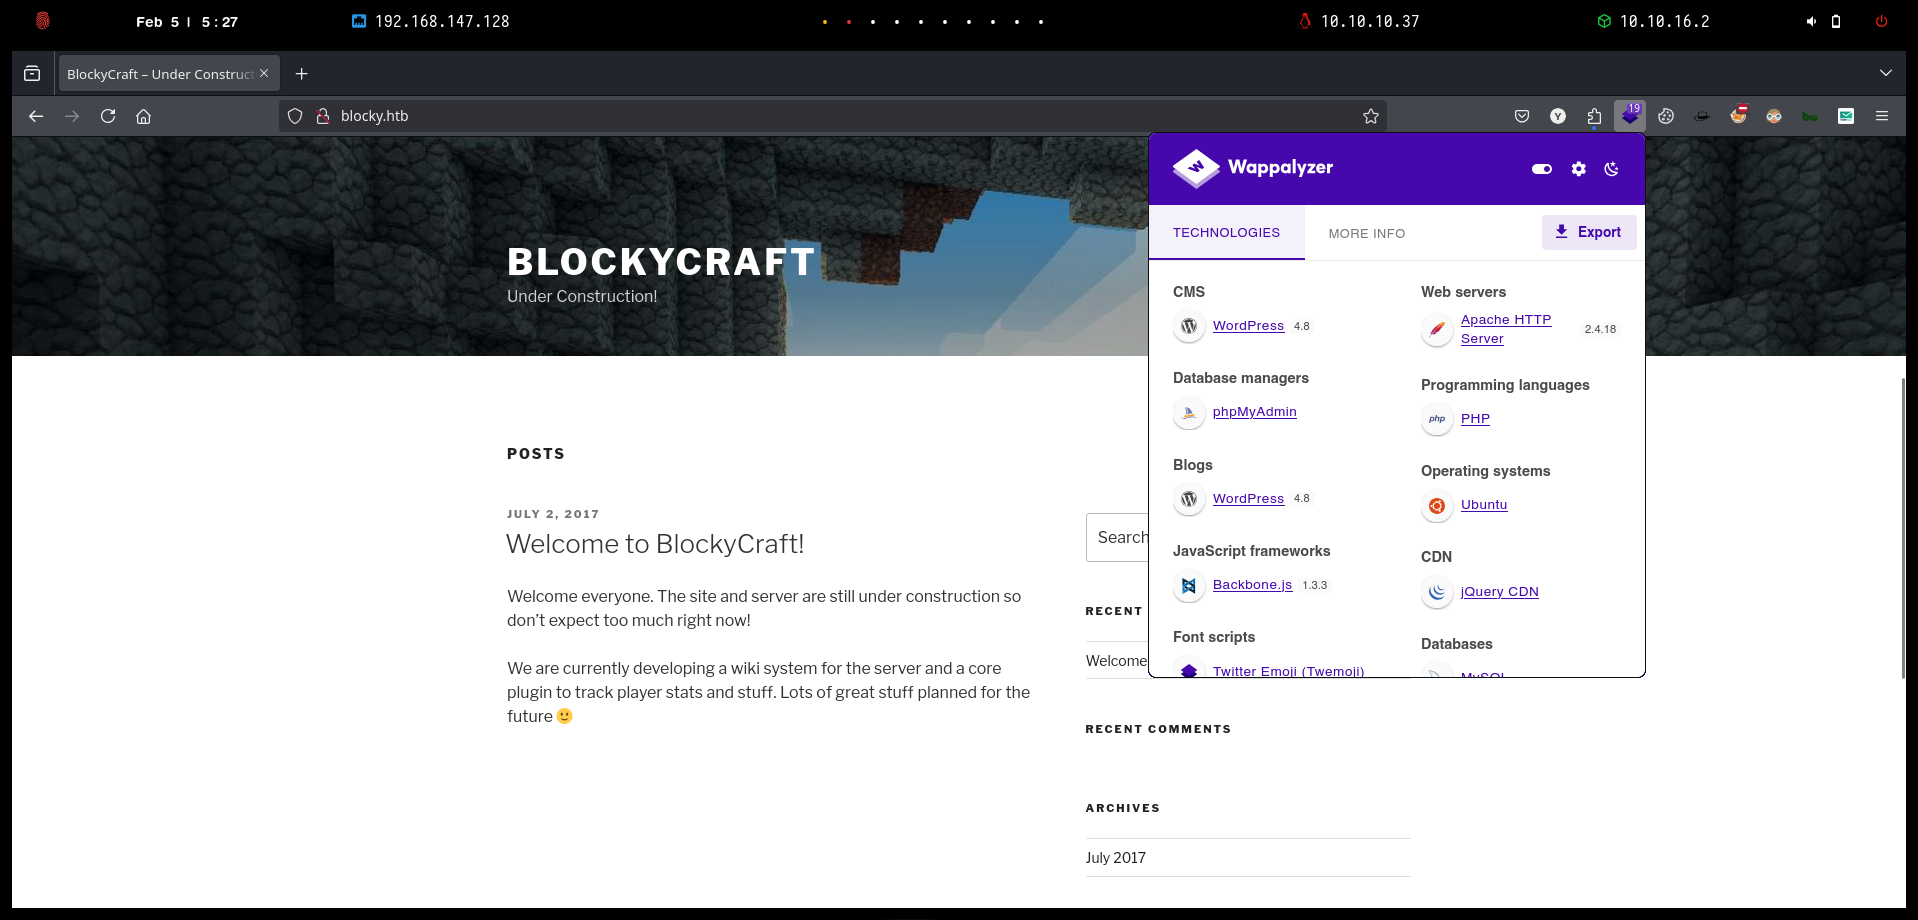 Feb 5 | 5:27
192.168.147.128
10.10.10.37
10.10.16.2
BlockyCraft – Under Construct
blocky.htb
Y
19
bw
BLOCKYCRAFT
Under Construction!
POSTS
JULY 2, 2017
Welcome to BlockyCraft!
Welcome everyone. The site and server are still under construction so
don’t expect too much right now!
We are currently developing a wiki system for the server and a core
plugin to track player stats and stuff. Lots of great stuff planned for the
future
Search
RECENT
Welcome
RECENT COMMENTS
ARCHIVES
July 2017
Wappalyzer
TECHNOLOGIES
MORE INFO
Export
CMS
WordPress 4.8
Database managers
phpMyAdmin
Blogs
WordPress 4.8
JavaScript frameworks
Backbone.js 1.3.3
Font scripts
Twitter Emoji (Twemoji)
Web servers
Apache HTTP
Server
2.4.18
Programming languages
php
PHP
Operating systems
Ubuntu
CDN
jQuery CDN
Databases
MySQL